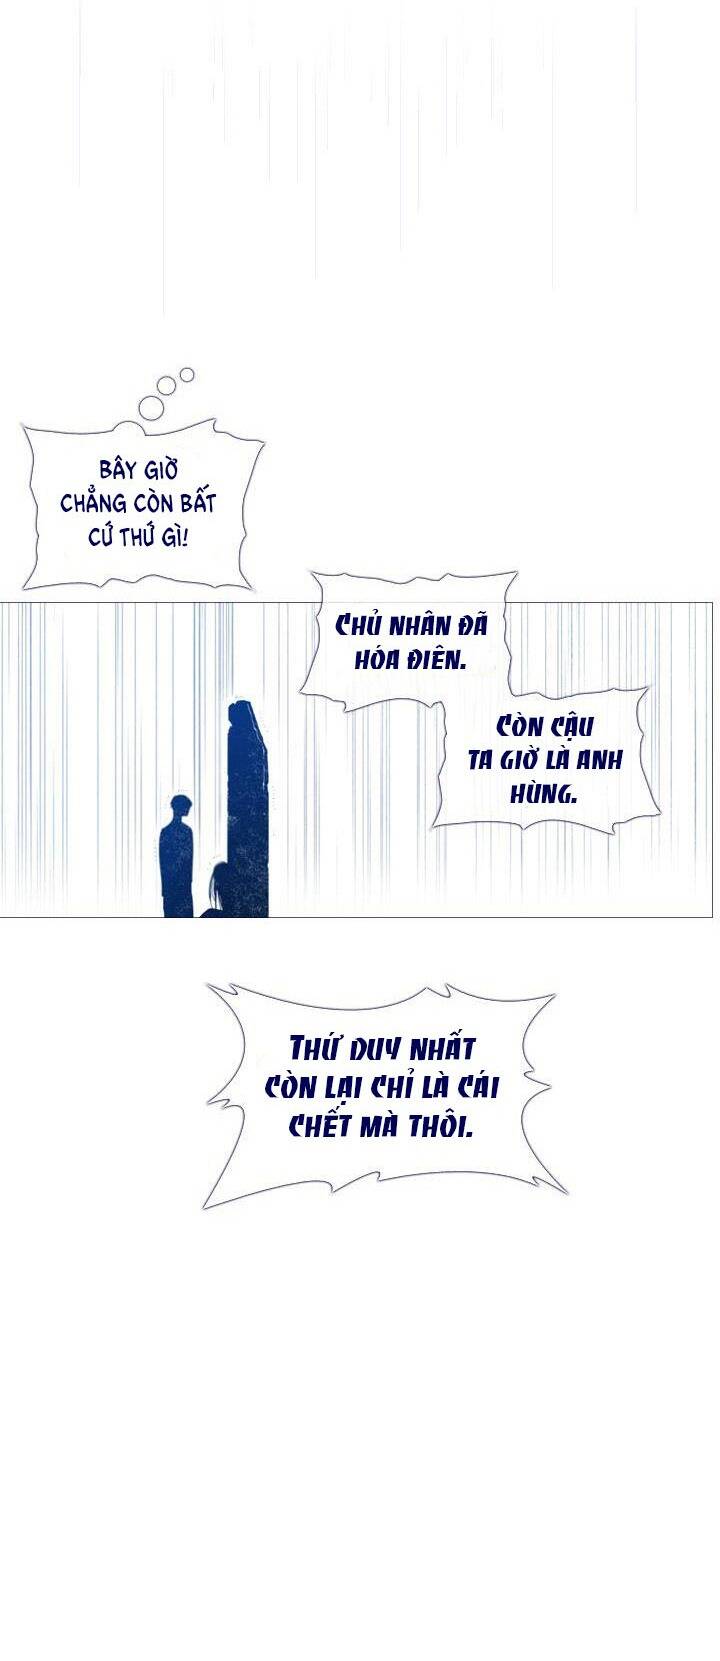 BÂY GIỜ
CHẲNG CÒN BẤT
CỨ THỨ GÌ!
CHỦ NHÂN ĐÃ
HÓA ĐIÊN.
CÒN CẬU
TA GIỜ LÀ ANH
HÙNG.
THỨ DUY NHẤT
CÒN LẠI CHỈ LÀ CÁI
CHẾT MÀ THÔI.